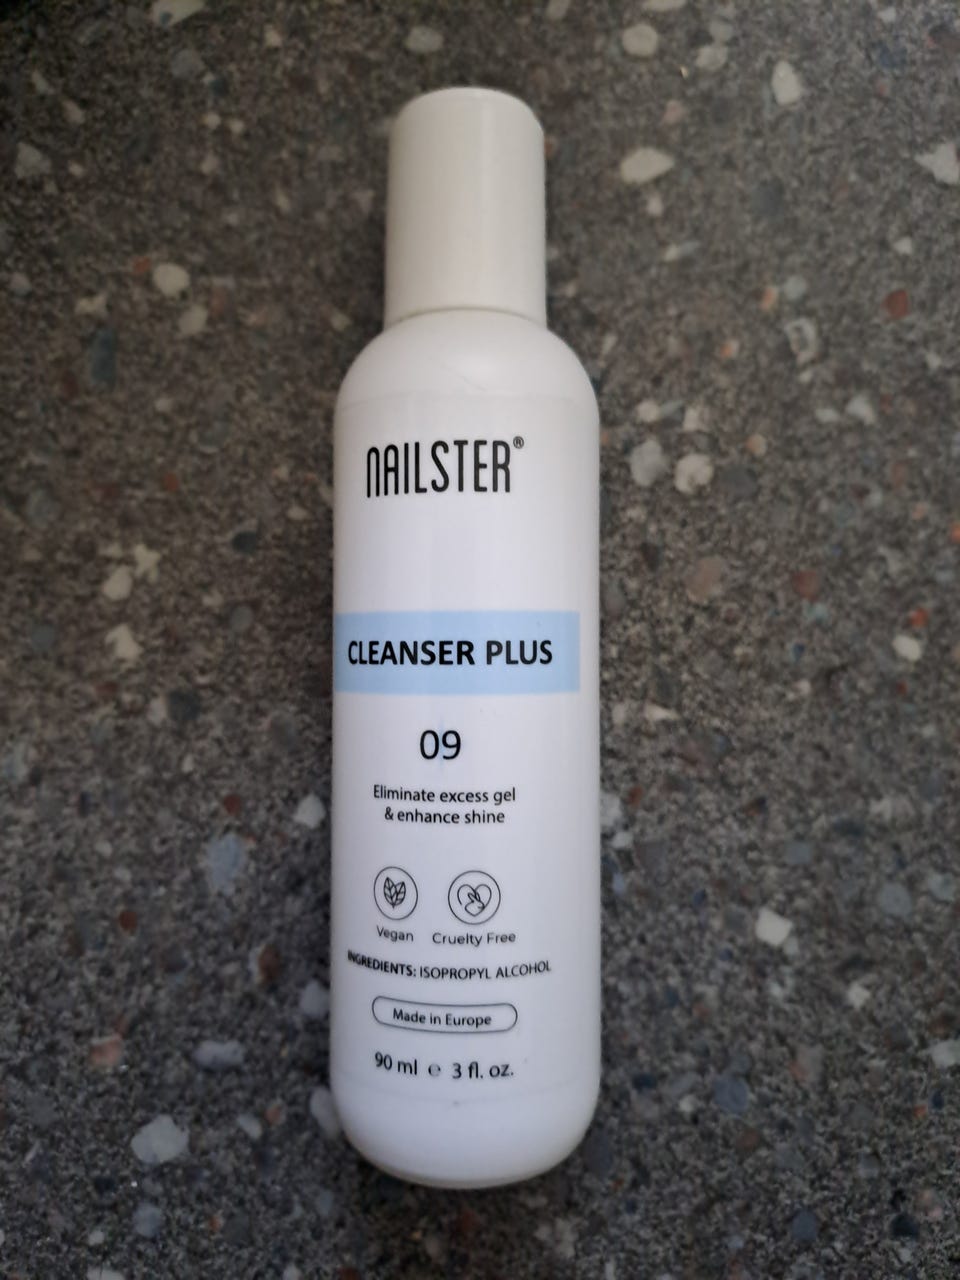 NAILSTER®
CLEANSER PLUS
09
Eliminate excess gel
& enhance shine
Vegan Cruelty Free
INGREDIENTS: ISOPROPYL ALCOHOL
Made in Europe
90 ml ℮ 3 fl. oz.